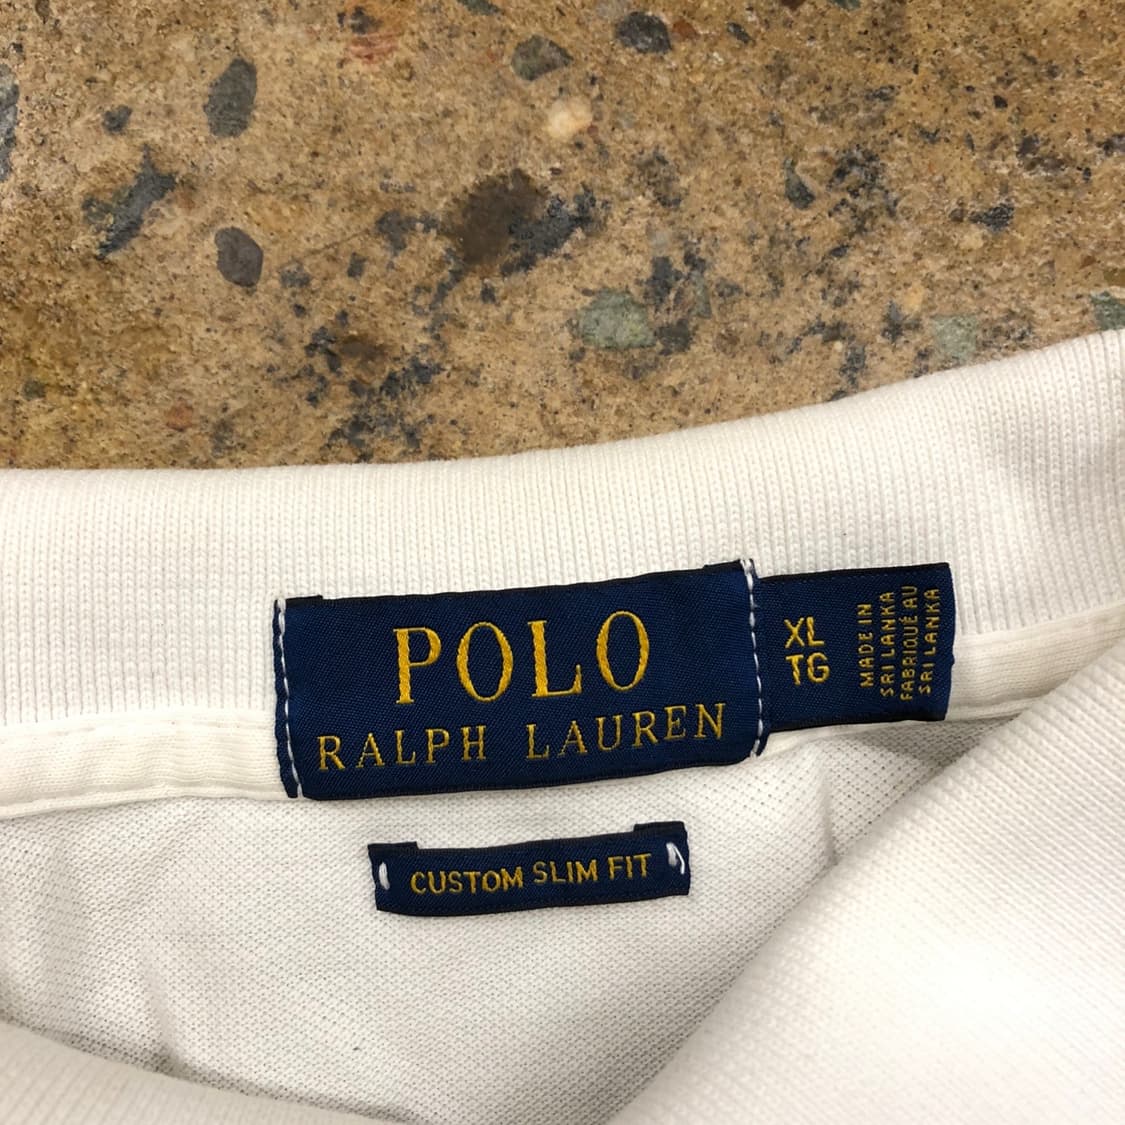 POLO
RALPH LAUREN
XL
TG
MADE IN
SRI LANKA
FABRIQUÉ AU
SRI LANKA
CUSTOM SLIM FIT